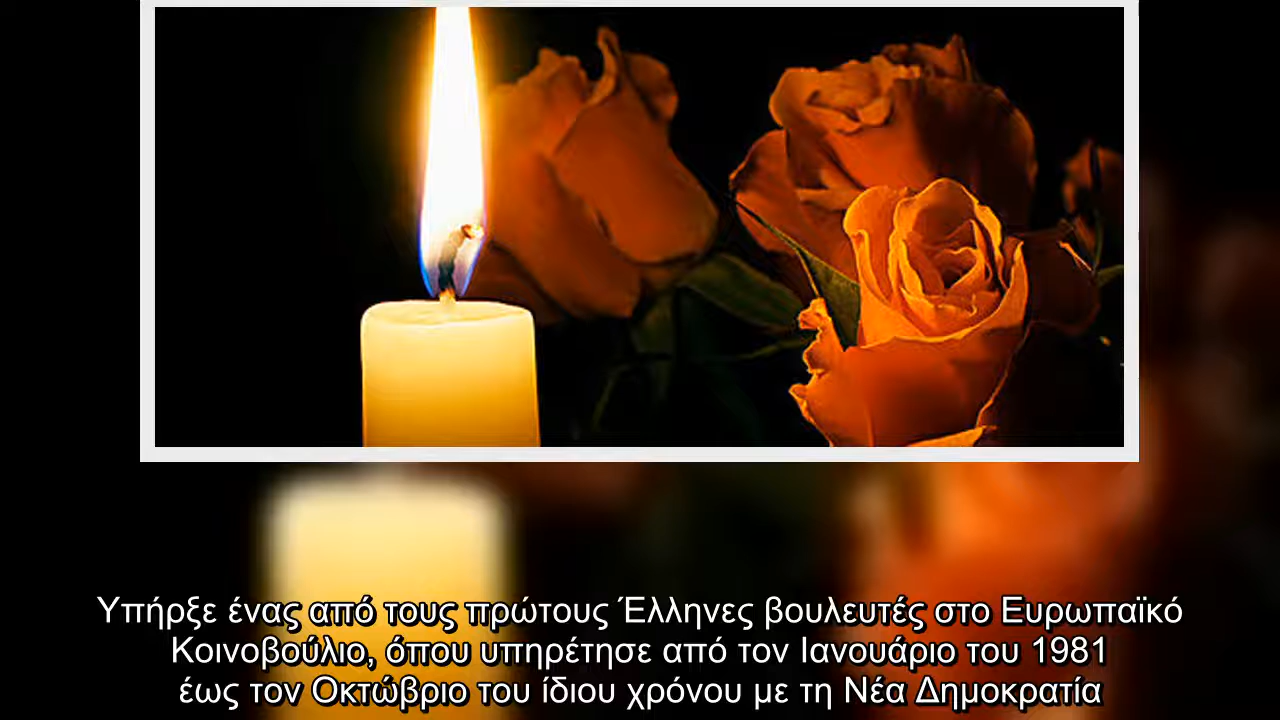 Υπήρξε ένας από τους πρώτους Έλληνες βουλευτές στο Ευρωπαϊκό
Κοινοβούλιο, όπου υπηρέτησε από τον Ιανουάριο του 1981
έως τον Οκτώβριο του ίδιου χρόνου με τη Νέα Δημοκρατία